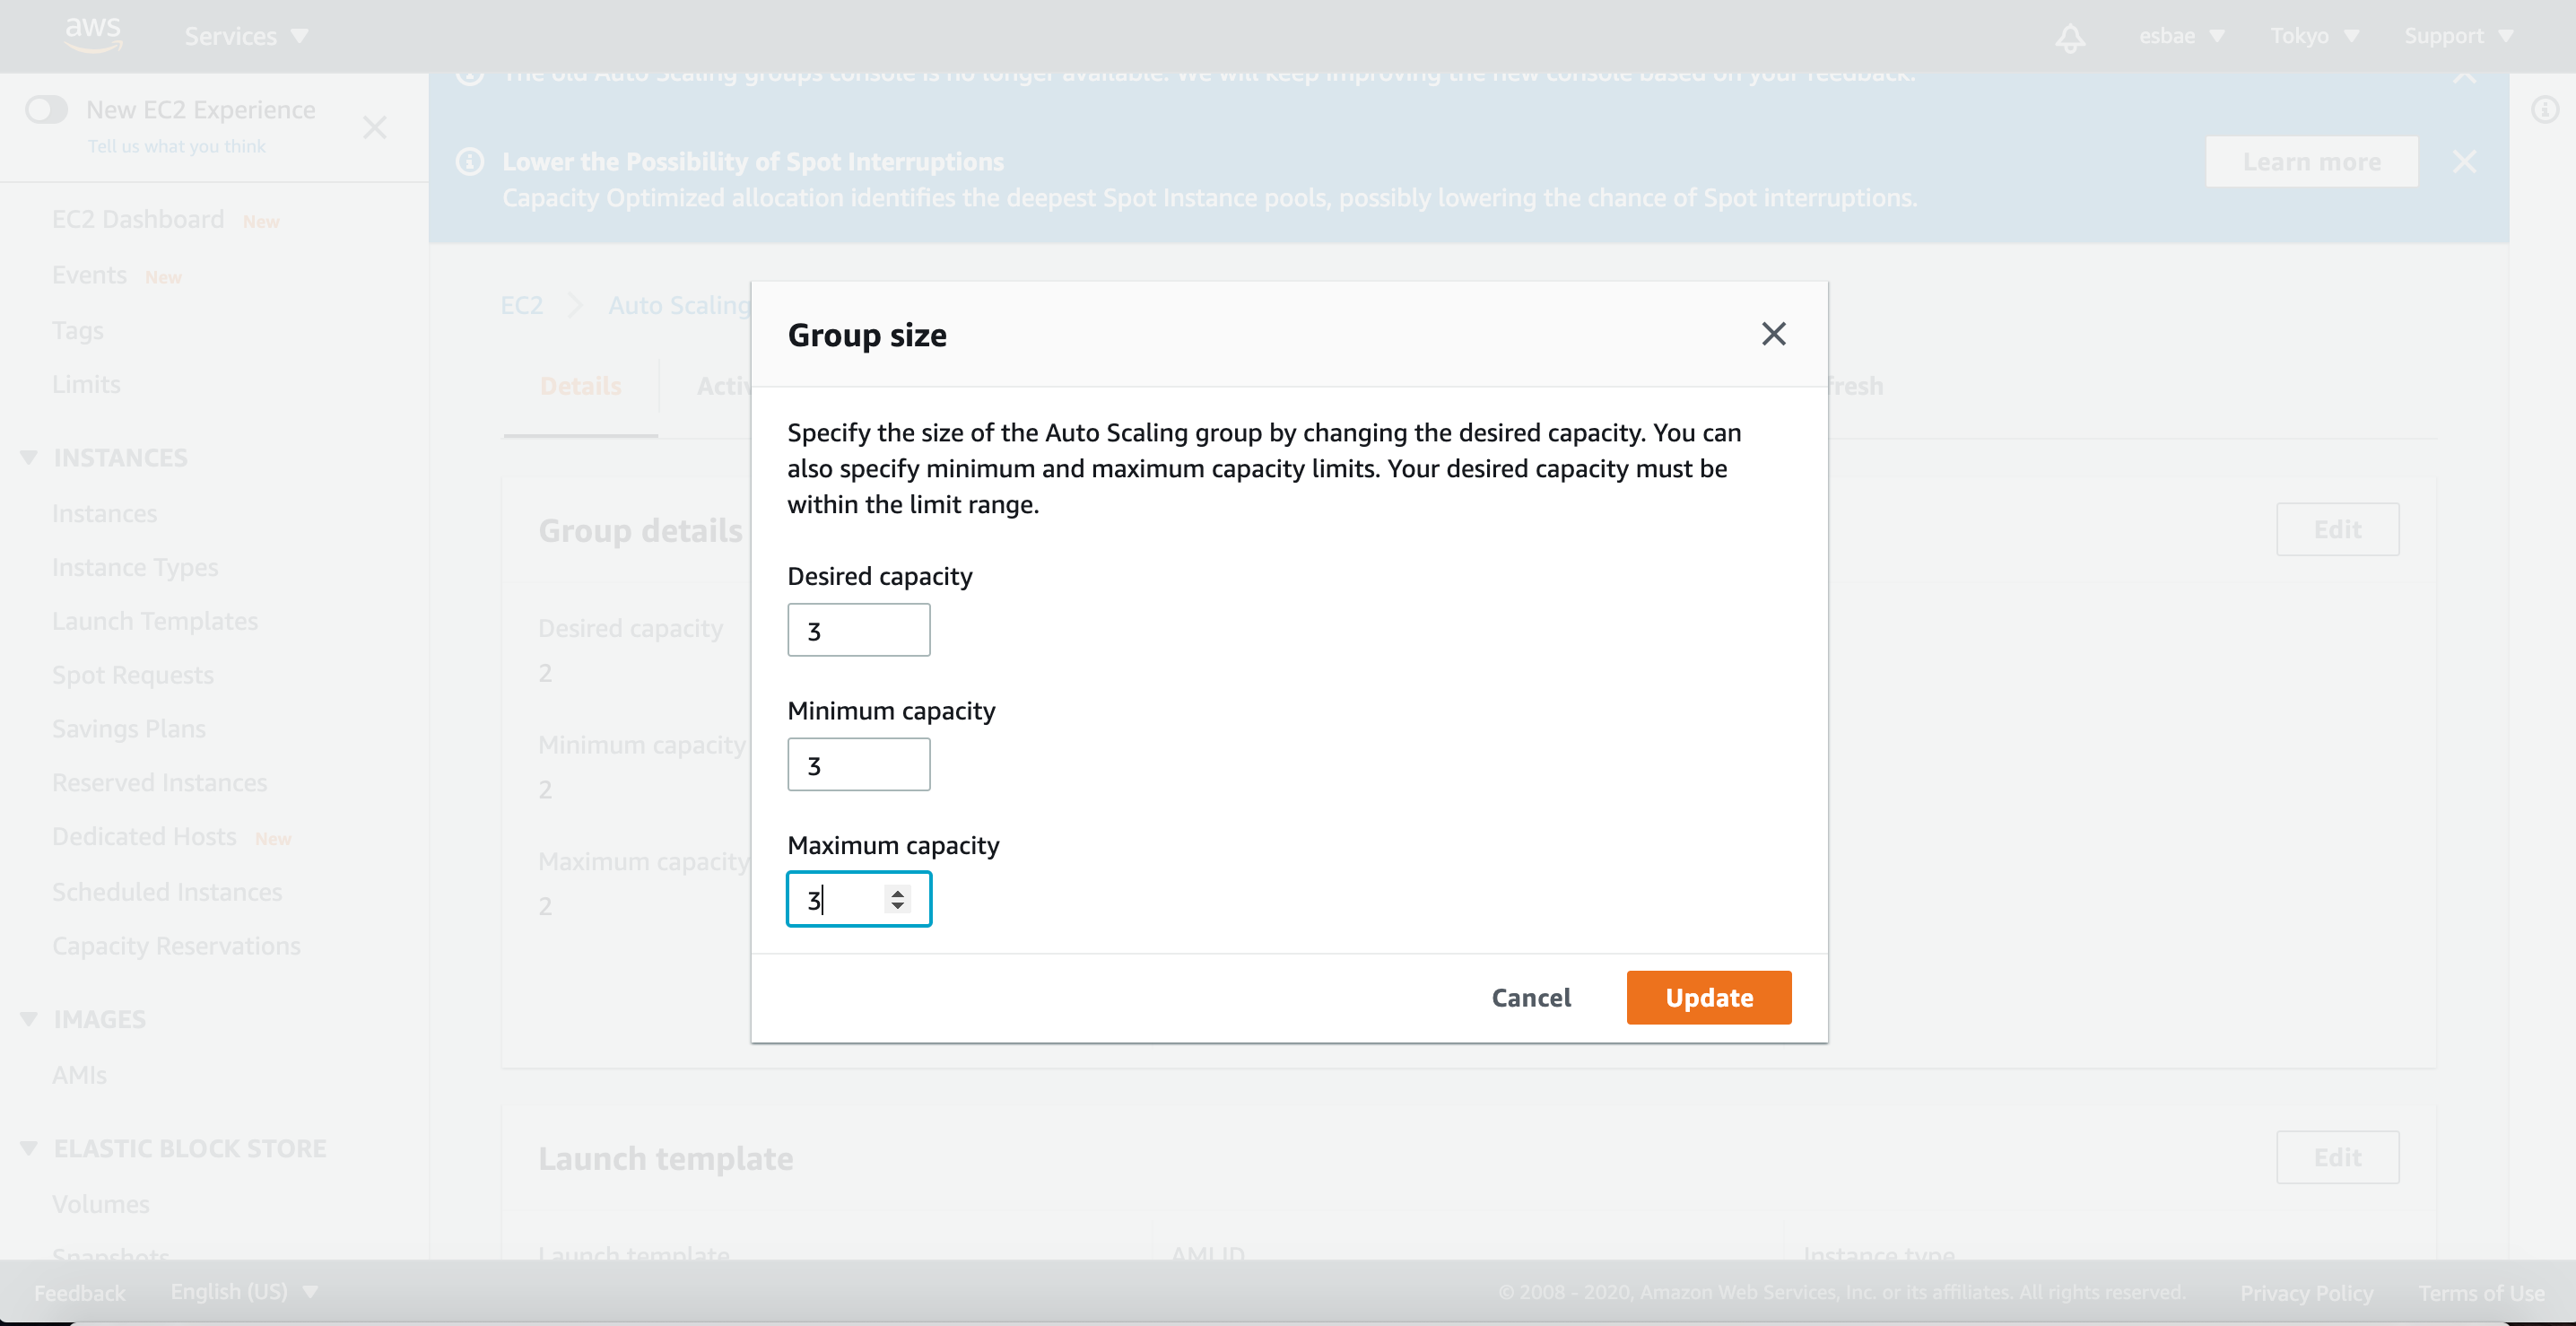 aws
Services
esbae
Tokyo
Support
The old Auto Scaling groups console is no longer available. We will keep improving the new console based on your feedback.
New EC2 Experience
Tell us what you think
Lower the Possibility of Spot Interruptions
Capacity Optimized allocation identifies the deepest Spot Instance pools, possibly lowering the chance of Spot interruptions.
Learn more
EC2 Dashboard New
Events New
Tags
Limits
INSTANCES
Instances
Instance Types
Launch Templates
Spot Requests
Savings Plans
Reserved Instances
Dedicated Hosts New
Scheduled Instances
Capacity Reservations
IMAGES
AMIs
ELASTIC BLOCK STORE
Volumes
Snapshots
EC2
Auto Scaling
Details
Activ
fresh
Group details
Edit
Desired capacity
2
Minimum capacity
2
Maximum capacity
2
Group size
Specify the size of the Auto Scaling group by changing the desired capacity. You can
also specify minimum and maximum capacity limits. Your desired capacity must be
within the limit range.
Desired capacity
3
Minimum capacity
3
Maximum capacity
3
Cancel
Update
Launch template
Edit
Launch template
AMI ID
Instance type
Feedback
English (US)
© 2008 - 2020, Amazon Web Services, Inc. or its affiliates. All rights reserved.
Privacy Policy
Terms of Use